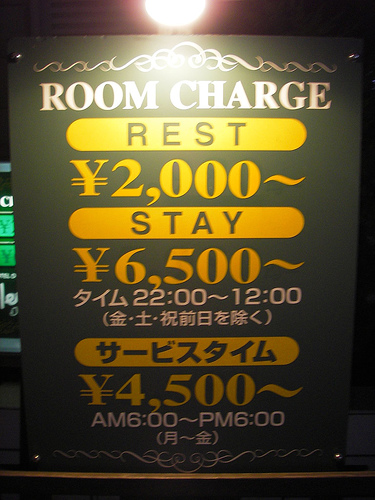 ROOM CHARGE
REST
¥2,000～
STAY
¥6,500～
タイム 22:00～12:00
（金・土・祝前日を除く）
サービスタイム
¥4,500～
AM6:00～PM6:00
（月～金）